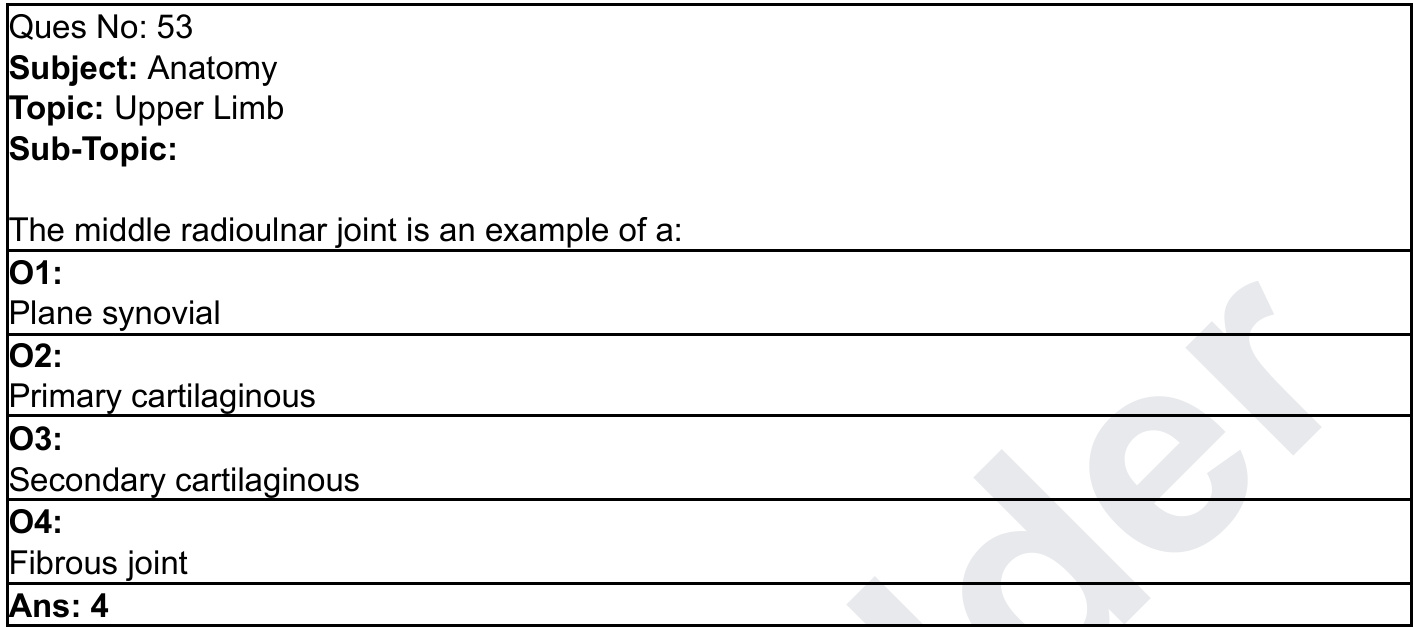 Ques No: 53
Subject: Anatomy
Topic: Upper Limb
Sub-Topic:
The middle radioulnar joint is an example of a:
O1:
Plane synovial
O2:
Primary cartilaginous
O3:
Secondary cartilaginous
O4:
Fibrous joint
Ans: 4